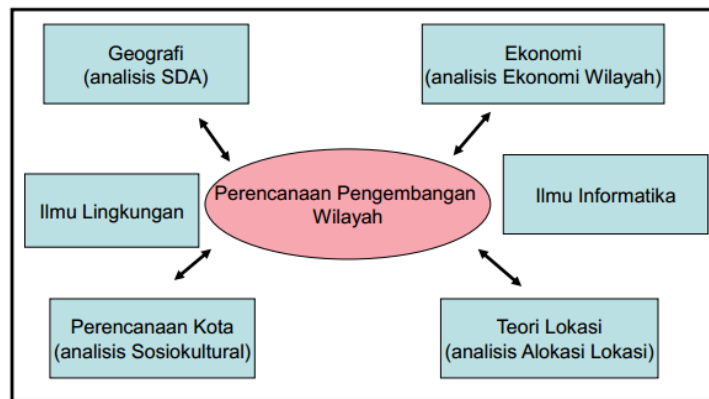 Geografi
(analisis SDA)
Ekonomi
(analisis Ekonomi Wilayah)
Ilmu Lingkungan
Perencanaan Pengembangan
Wilayah
Ilmu Informatika
Perencanaan Kota
(analisis Sosiokultural)
Teori Lokasi
(analisis Alokasi Lokasi)